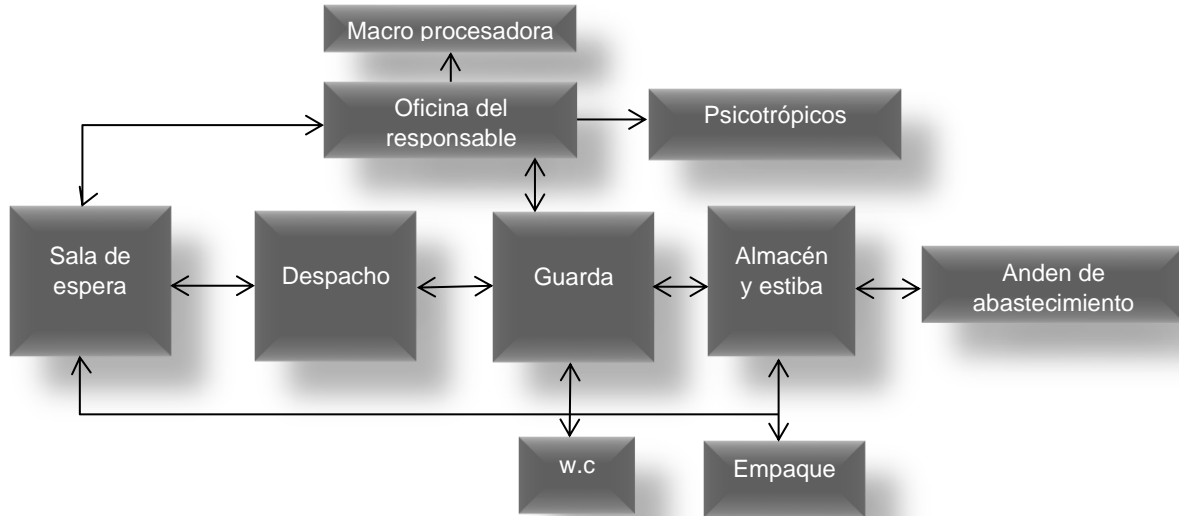 Macro procesadora
Oficina del
responsable
Psicotrópicos
Sala de
espera
Despacho
Guarda
Almacén
y estiba
Anden de
abastecimiento
w.c
Empaque